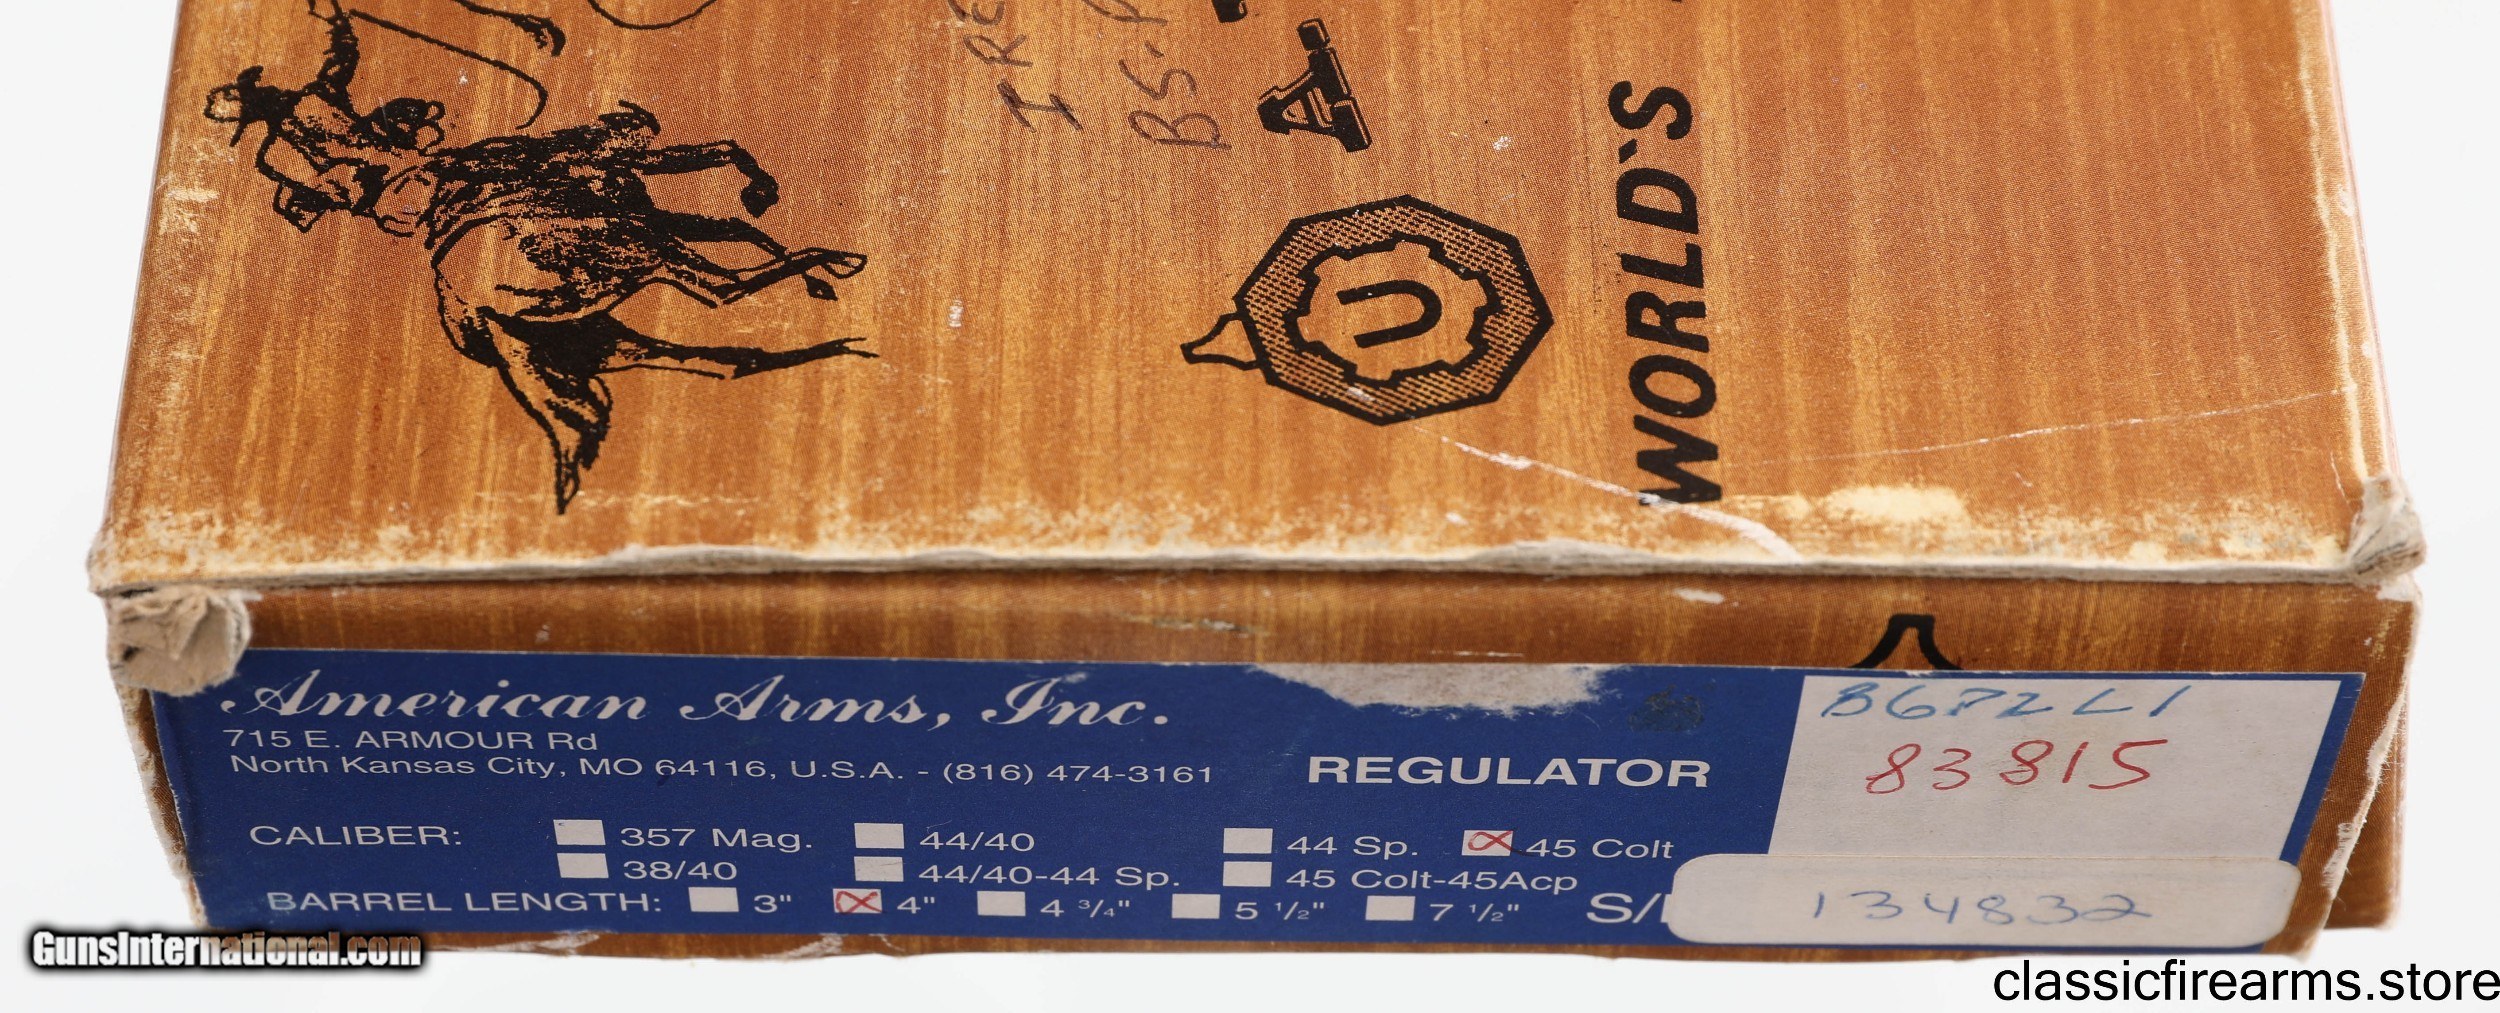 WORLD'S
U
American Arms, Inc.
715 E. ARMOUR Rd
North Kansas City, MO 64116, U.S.A. - (816) 474-3161
REGULATOR
B672L1
83815
CALIBER: 357 Mag. 44/40 44 Sp. 45 Colt
38/40 44/40-44 Sp. 45 Colt-45Acp
BARREL LENGTH: 3" 4" 4 3/4" 5 1/2" 7 1/2" S/
134832
GunsInternational.com
classicfirearms.store